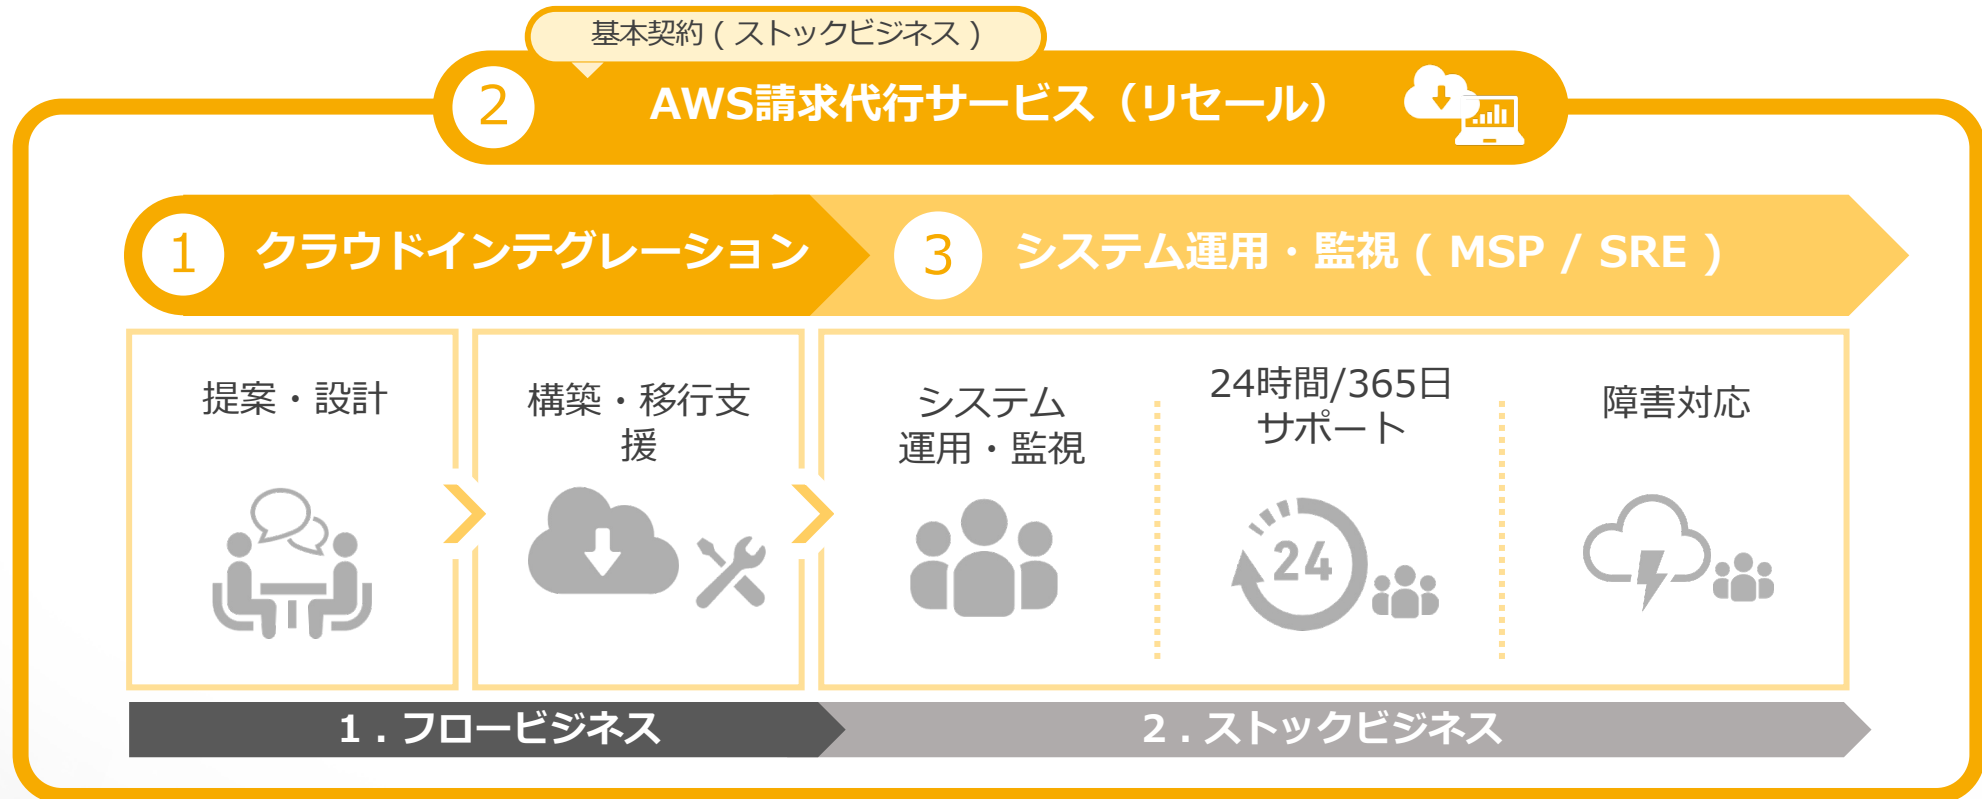 基本契約 ( ストックビジネス )
2 AWS請求代行サービス（リセール）
1 クラウドインテグレーション
3 システム運用・監視 ( MSP / SRE )
提案・設計
構築・移行支
援
システム
運用・監視
24時間/365日
サポート
24
障害対応
1．フロービジネス
2．ストックビジネス